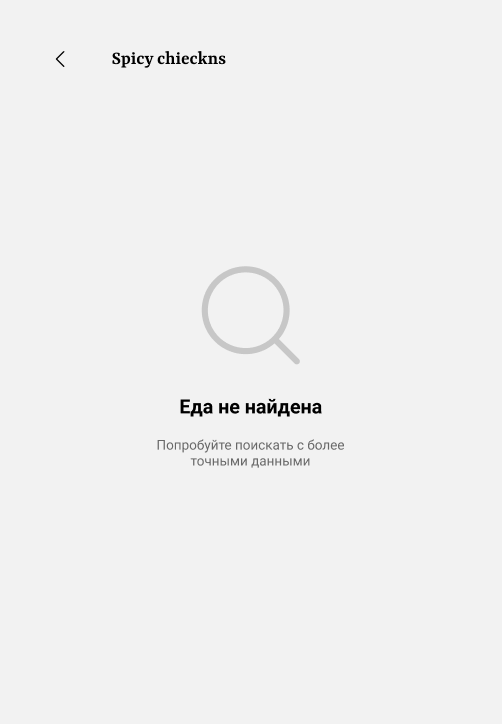 Spicy chieckns
Еда не найдена
Попробуйте поискать с более
точными данными